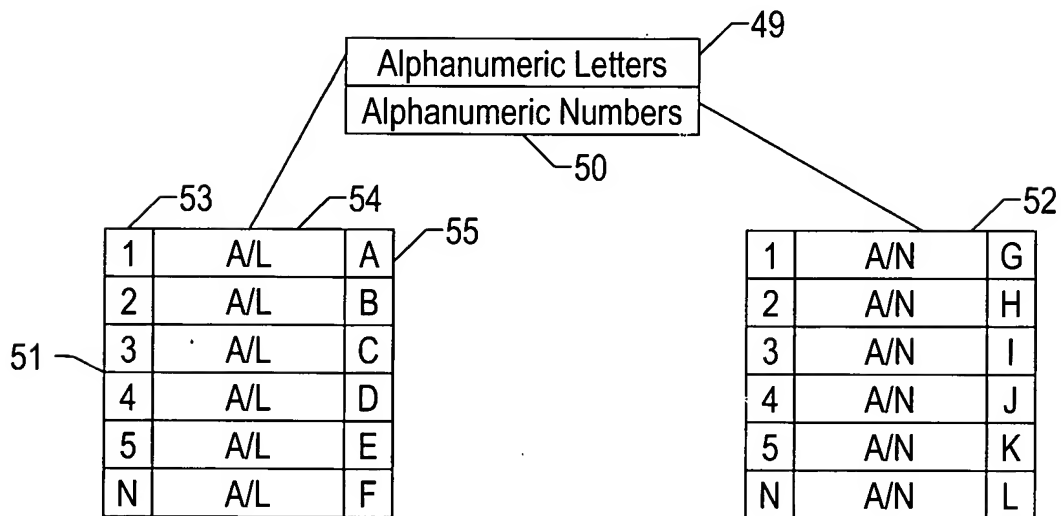 49
Alphanumeric Letters
Alphanumeric Numbers
50
53 54 55 52
1 A/L A 1 A/N G
2 A/L B 2 A/N H
51 3 A/L C 3 A/N I
4 A/L D 4 A/N J
5 A/L E 5 A/N K
N A/L F N A/N L